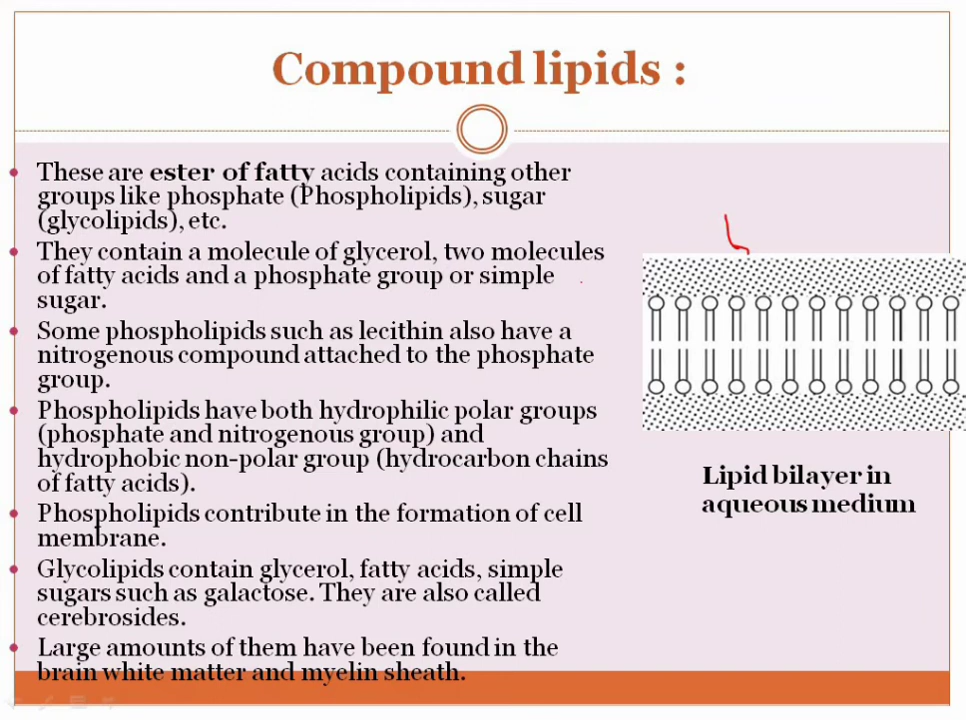 Compound lipids :
• These are ester of fatty acids containing other
groups like phosphate (Phospholipids), sugar
(glycolipids), etc.
• They contain a molecule of glycerol, two molecules
of fatty acids and a phosphate group or simple
sugar.
• Some phospholipids such as lecithin also have a
nitrogenous compound attached to the phosphate
group.
• Phospholipids have both hydrophilic polar groups
(phosphate and nitrogenous group) and
hydrophobic non-polar group (hydrocarbon chains
of fatty acids).
• Phospholipids contribute in the formation of cell
membrane.
• Glycolipids contain glycerol, fatty acids, simple
sugars such as galactose. They are also called
cerebrosides.
• Large amounts of them have been found in the
brain white matter and myelin sheath.
Lipid bilayer in
aqueous medium